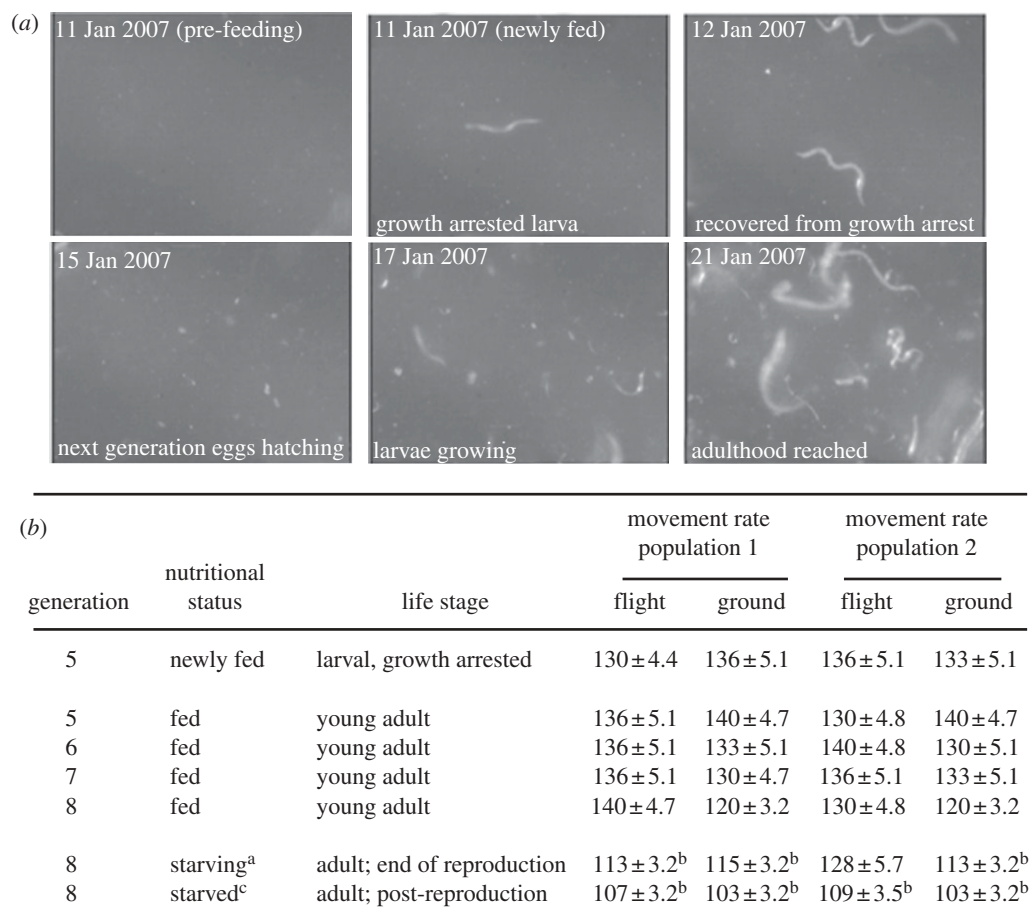 (a)
11 Jan 2007 (pre-feeding)
11 Jan 2007 (newly fed)
growth arrested larva
12 Jan 2007
recovered from growth arrest
15 Jan 2007
next generation eggs hatching
17 Jan 2007
larvae growing
21 Jan 2007
adulthood reached
(b)
movement rate population 1 movement rate population 2
generation nutritional status life stage flight ground flight ground
5 newly fed larval, growth arrested 130±4.4 136±5.1 136±5.1 133±5.1
5 fed young adult 136±5.1 140±4.7 130±4.8 140±4.7
6 fed young adult 136±5.1 133±5.1 140±4.8 130±5.1
7 fed young adult 136±5.1 130±4.7 136±5.1 133±5.1
8 fed young adult 140±4.7 120±3.2 130±4.8 120±3.2
8 starvingᵃ adult; end of reproduction 113±3.2ᵇ 115±3.2ᵇ 128±5.7 113±3.2ᵇ
8 starvedᶜ adult; post-reproduction 107±3.2ᵇ 103±3.2ᵇ 109±3.5ᵇ 103±3.2ᵇ